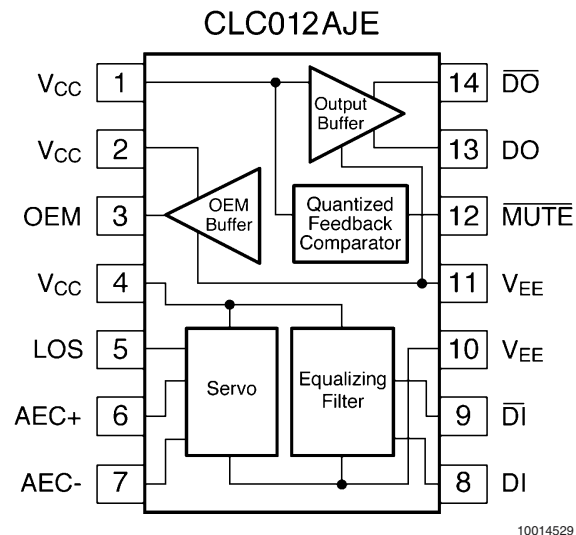 CLC012AJE
V_CC 1
V_CC 2
OEM 3
V_CC 4
LOS 5
AEC+ 6
AEC- 7
Output
Buffer
OEM
Buffer
Quantized
Feedback
Comparator
Servo
Equalizing
Filter
14 D̅O̅
13 DO
12 M̅U̅T̅E̅
11 V_EE
10 V_EE
9 D̅I̅
8 DI
10014529